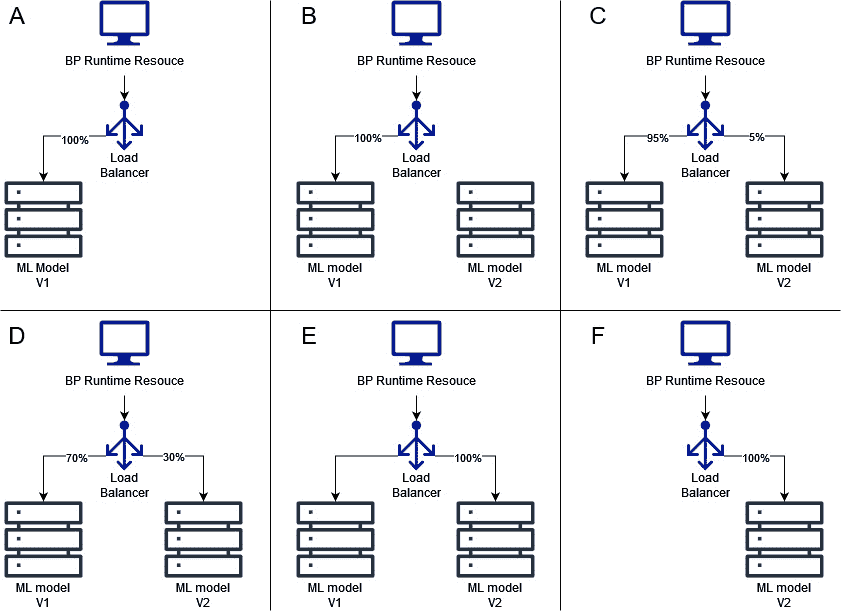 A
BP Runtime Resouce
100%
Load
Balancer
ML Model
V1
B
BP Runtime Resouce
100%
Load
Balancer
ML model
V1
ML model
V2
C
BP Runtime Resouce
95%
5%
Load
Balancer
ML model
V1
ML model
V2
D
BP Runtime Resouce
70%
30%
Load
Balancer
ML model
V1
ML model
V2
E
BP Runtime Resouce
100%
Load
Balancer
ML model
V1
ML model
V2
F
BP Runtime Resouce
100%
Load
Balancer
ML model
V2